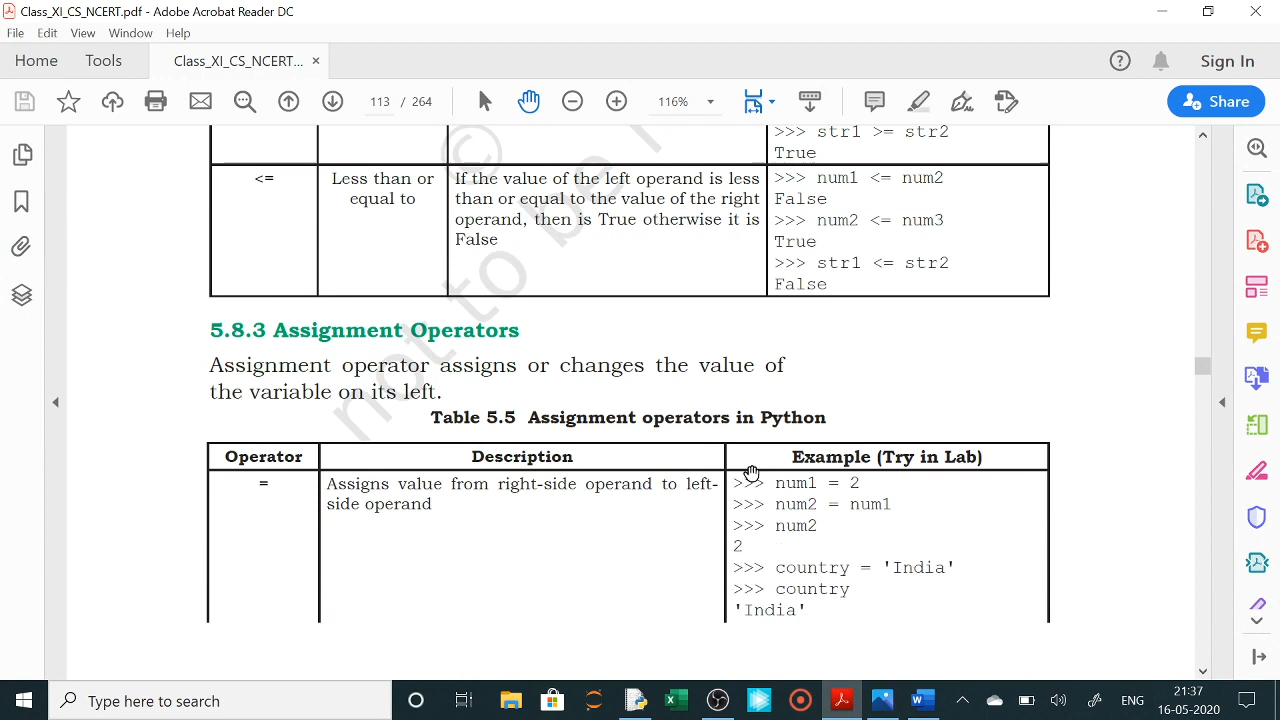 Class_XI_CS_NCERT.pdf - Adobe Acrobat Reader DC
File Edit View Window Help
Home Tools Class_XI_CS_NCERT... × Sign In
113 / 264 116% Share
>>> str1 >= str2
True
<= Less than or equal to If the value of the left operand is less >>> num1 <= num2
than or equal to the value of the right False
operand, then is True otherwise it is >>> num2 <= num3
False True
>>> str1 <= str2
False
5.8.3 Assignment Operators
Assignment operator assigns or changes the value of
the variable on its left.
Table 5.5 Assignment operators in Python
Operator Description Example (Try in Lab)
= Assigns value from right-side operand to left- >>> num1 = 2
side operand >>> num2 = num1
>>> num2
2
>>> country = 'India'
>>> country
'India'
© not to be
Type here to search ENG 21:37
16-05-2020